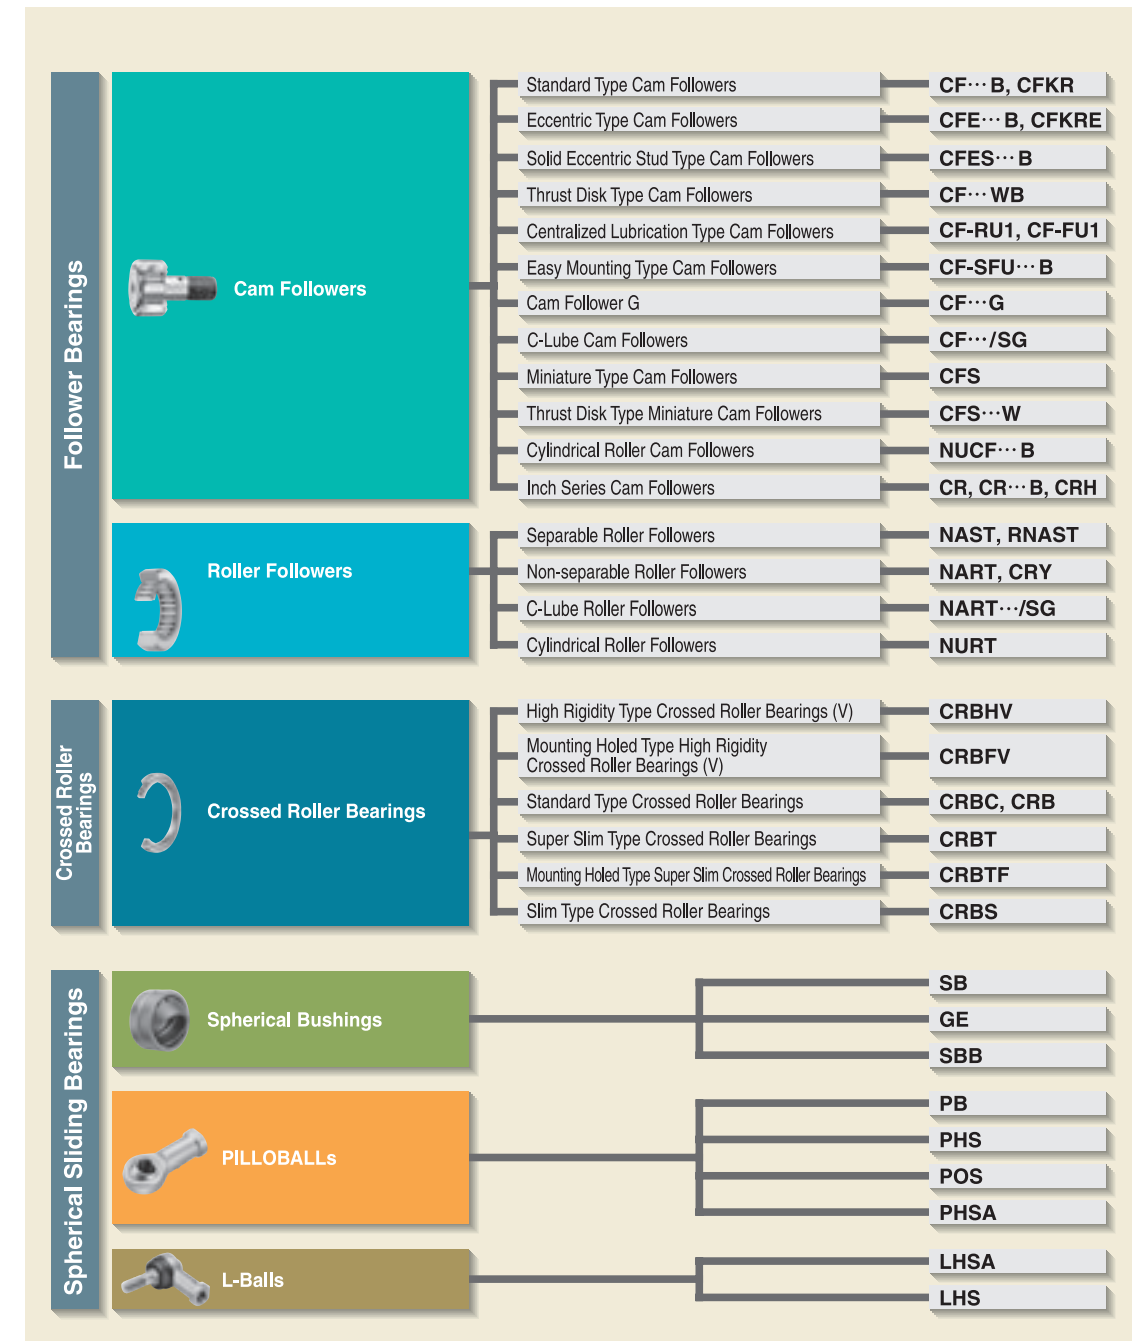 Follower Bearings
Cam Followers
Standard Type Cam Followers
CF··· B, CFKR
Eccentric Type Cam Followers
CFE··· B, CFKRE
Solid Eccentric Stud Type Cam Followers
CFES··· B
Thrust Disk Type Cam Followers
CF··· WB
Centralized Lubrication Type Cam Followers
CF-RU1, CF-FU1
Easy Mounting Type Cam Followers
CF-SFU··· B
Cam Follower G
CF···G
C-Lube Cam Followers
CF···/SG
Miniature Type Cam Followers
CFS
Thrust Disk Type Miniature Cam Followers
CFS···W
Cylindrical Roller Cam Followers
NUCF··· B
Inch Series Cam Followers
CR, CR··· B, CRH
Roller Followers
Separable Roller Followers
NAST, RNAST
Non-separable Roller Followers
NART, CRY
C-Lube Roller Followers
NART···/SG
Cylindrical Roller Followers
NURT
Crossed Roller
Bearings
Crossed Roller Bearings
High Rigidity Type Crossed Roller Bearings (V)
CRBHV
Mounting Holed Type High Rigidity
Crossed Roller Bearings (V)
CRBFV
Standard Type Crossed Roller Bearings
CRBC, CRB
Super Slim Type Crossed Roller Bearings
CRBT
Mounting Holed Type Super Slim Crossed Roller Bearings
CRBTF
Slim Type Crossed Roller Bearings
CRBS
Spherical Sliding Bearings
Spherical Bushings
SB
GE
SBB
PILLOBALLs
PB
PHS
POS
PHSA
L-Balls
LHSA
LHS